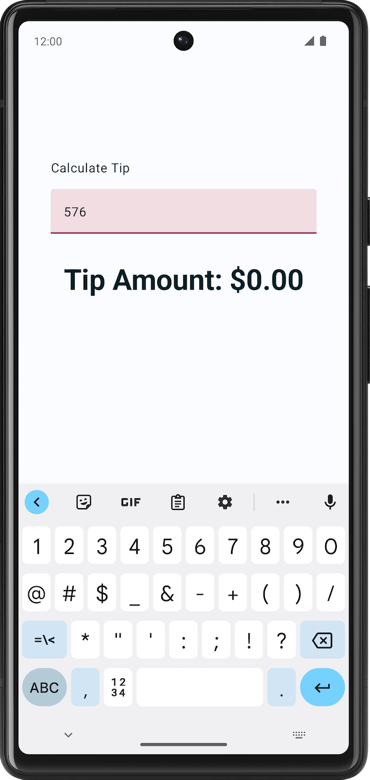 12:00
Calculate Tip
576
Tip Amount: $0.00
GIF
1 2 3 4 5 6 7 8 9 0
@ # $ _ & - + ( ) /
=\< * " ' : ; ! ?
ABC , 12 34 .